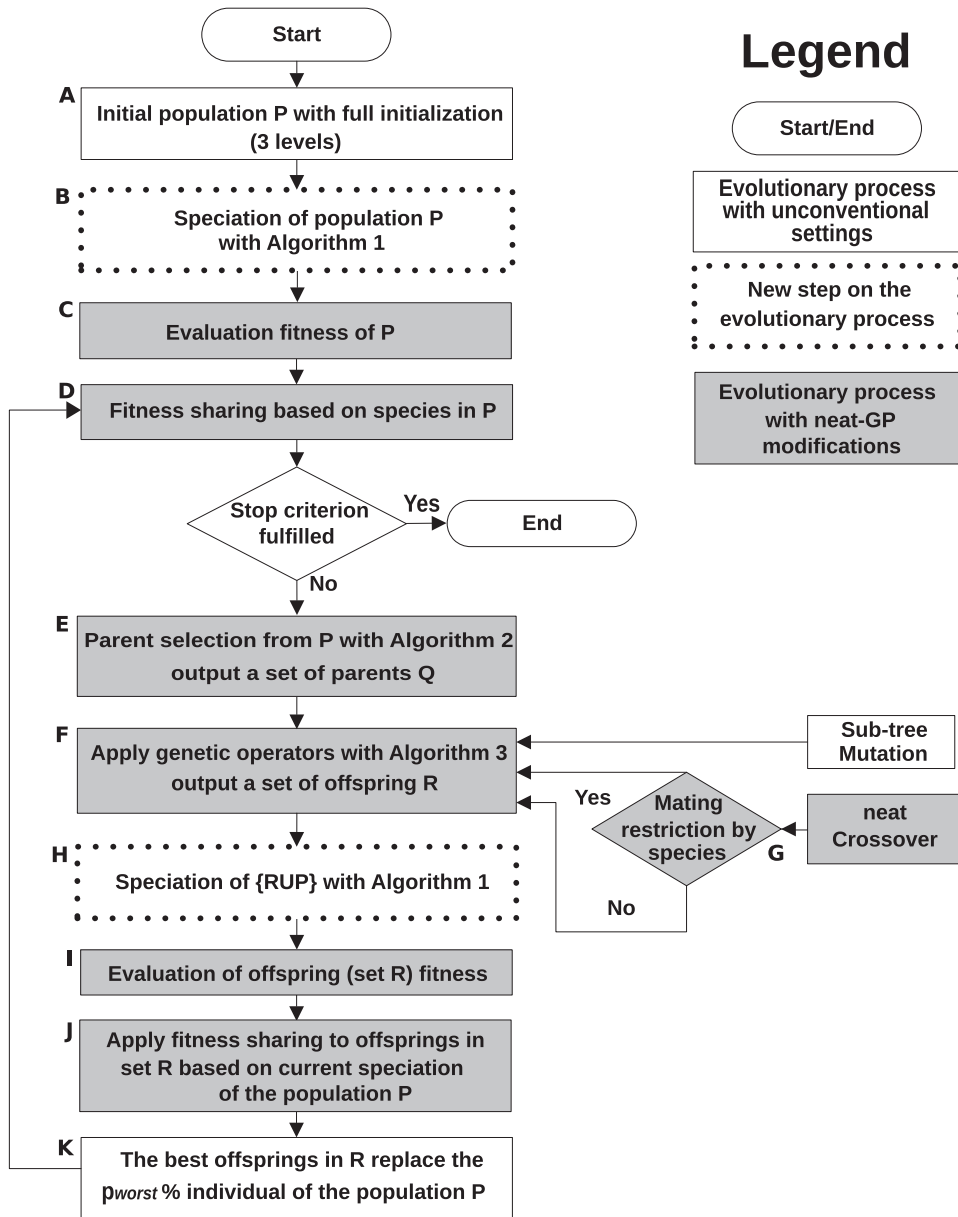 Start
A
Initial population P with full initialization
(3 levels)
B
Speciation of population P
with Algorithm 1
C
Evaluation fitness of P
D
Fitness sharing based on species in P
Stop criterion
fulfilled
Yes
End
No
E
Parent selection from P with Algorithm 2
output a set of parents Q
F
Apply genetic operators with Algorithm 3
output a set of offspring R
Sub-tree
Mutation
Yes
Mating
restriction by
species
G
neat
Crossover
No
H
Speciation of {RUP} with Algorithm 1
I
Evaluation of offspring (set R) fitness
J
Apply fitness sharing to offsprings in
set R based on current speciation
of the population P
K
The best offsprings in R replace the
pworst % individual of the population P
Legend
Start/End
Evolutionary process
with unconventional
settings
New step on the
evolutionary process
Evolutionary process
with neat-GP
modifications